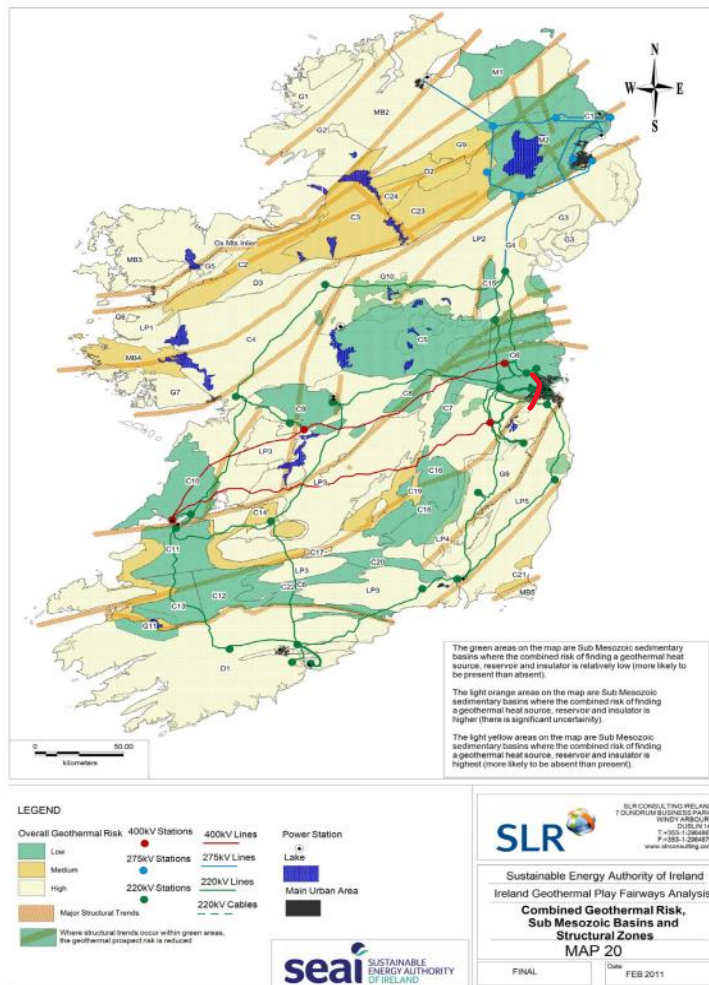 N
W E
S
M1
G1
MB2
C1
G2
M2
G9
D2
C24
C3
C23
G3
G3
Ox Mts Inlier
LP2
G4
MB3
G5
C2
D3
G10
C15
G6
LP1
C4
C5
MB4
C6
G7
C8
C9
C7
LP3
C10
LP3
C16
G8
C19
C14
C18
LP5
C11
LP4
C17
C20
LP3
C22
C6
LP3
C21
C13
C12
MB5
G11
D1
The green areas on the map are Sub Mesozoic sedimentary
basins where the combined risk of finding a geothermal heat
source, reservoir and insulator is relatively low (more likely to
be present than absent).
The light orange areas on the map are Sub Mesozoic
sedimentary basins where the combined risk of finding
a geothermal heat source, reservoir and insulator is
higher (there is significant uncertainity).
The light yellow areas on the map are Sub Mesozoic
sedimentary basins where the combined risk of finding
a geothermal heat source, reservoir and insulator is
highest (more likely to be absent than present).
0 50.00
kilometers
LEGEND
Overall Geothermal Risk
Low
Medium
High
Major Structural Trends
Where structural trends occur within green areas,
the geothermal prospect risk is reduced
400kV Stations
275kV Stations
220kV Stations
400kV Lines
275kV Lines
220kV Lines
220kV Cables
Power Station
Lake
Main Urban Area
SLR
SLR CONSULTING IRELAND
7 DUNDRUM BUSINESS PARK
WINDY ARBOUR
DUBLIN 14
www.slrconsulting.com
Sustainable Energy Authority of Ireland
Ireland Geothermal Play Fairways Analysis
Combined Geothermal Risk,
Sub Mesozoic Basins and
Structural Zones
MAP 20
FINAL
Date:
FEB 2011
seai SUSTAINABLE
ENERGY AUTHORITY
OF IRELAND